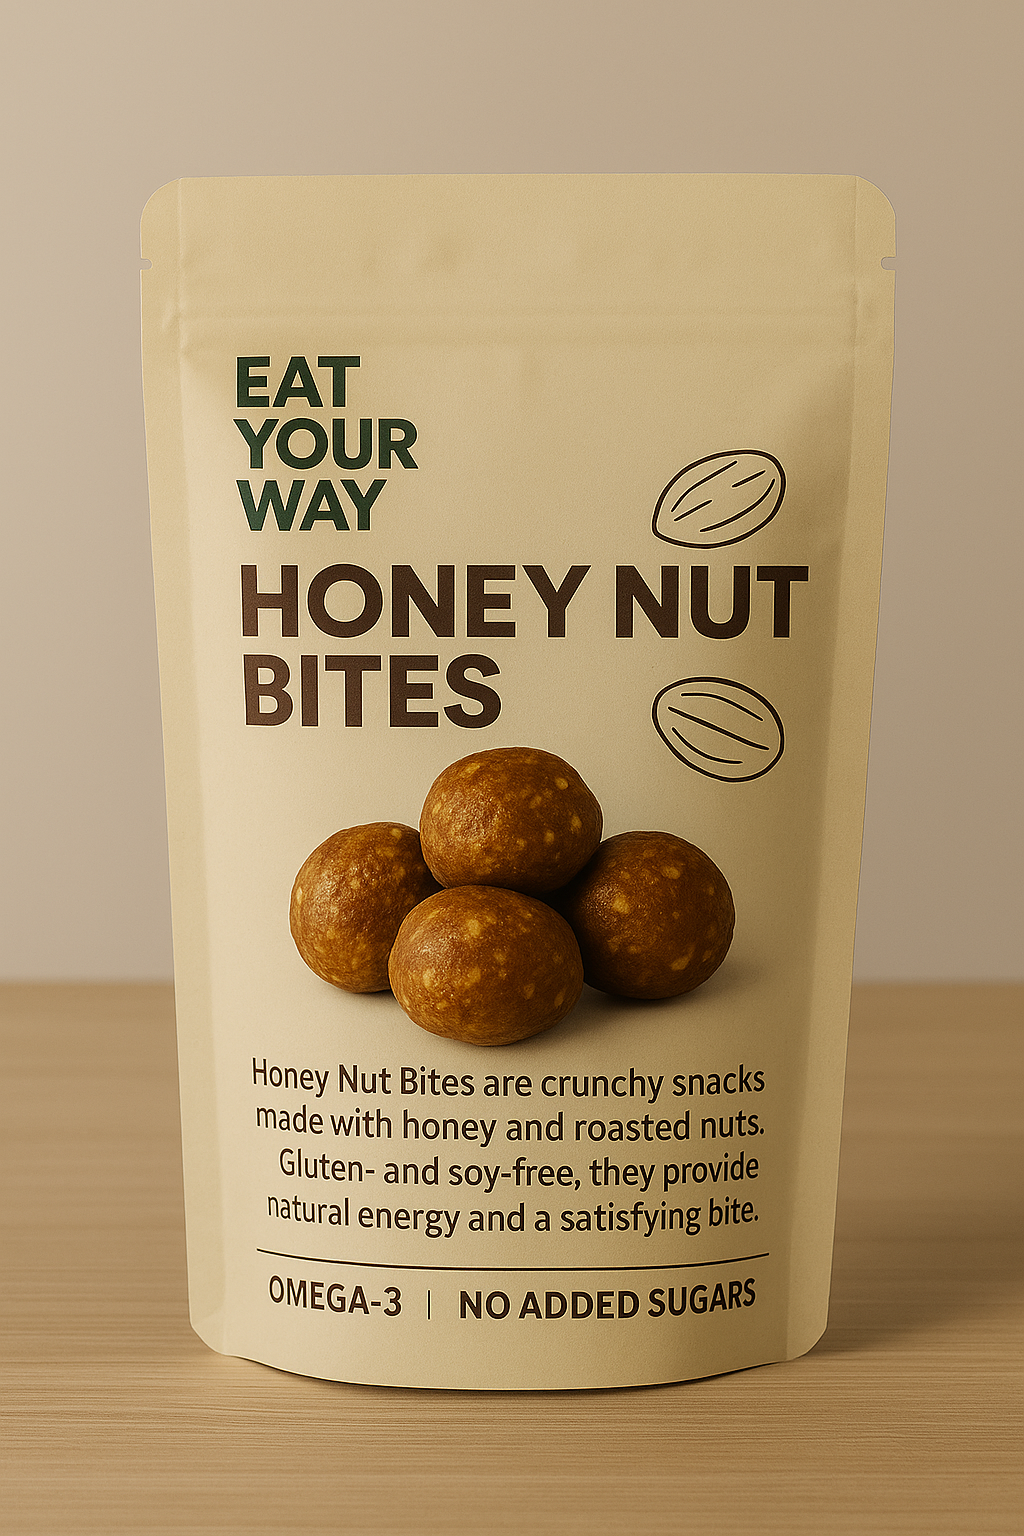 EAT
YOUR
WAY
HONEY NUT
BITES
Honey Nut Bites are crunchy snacks
made with honey and roasted nuts.
Gluten- and soy-free, they provide
natural energy and a satisfying bite.
OMEGA-3 | NO ADDED SUGARS